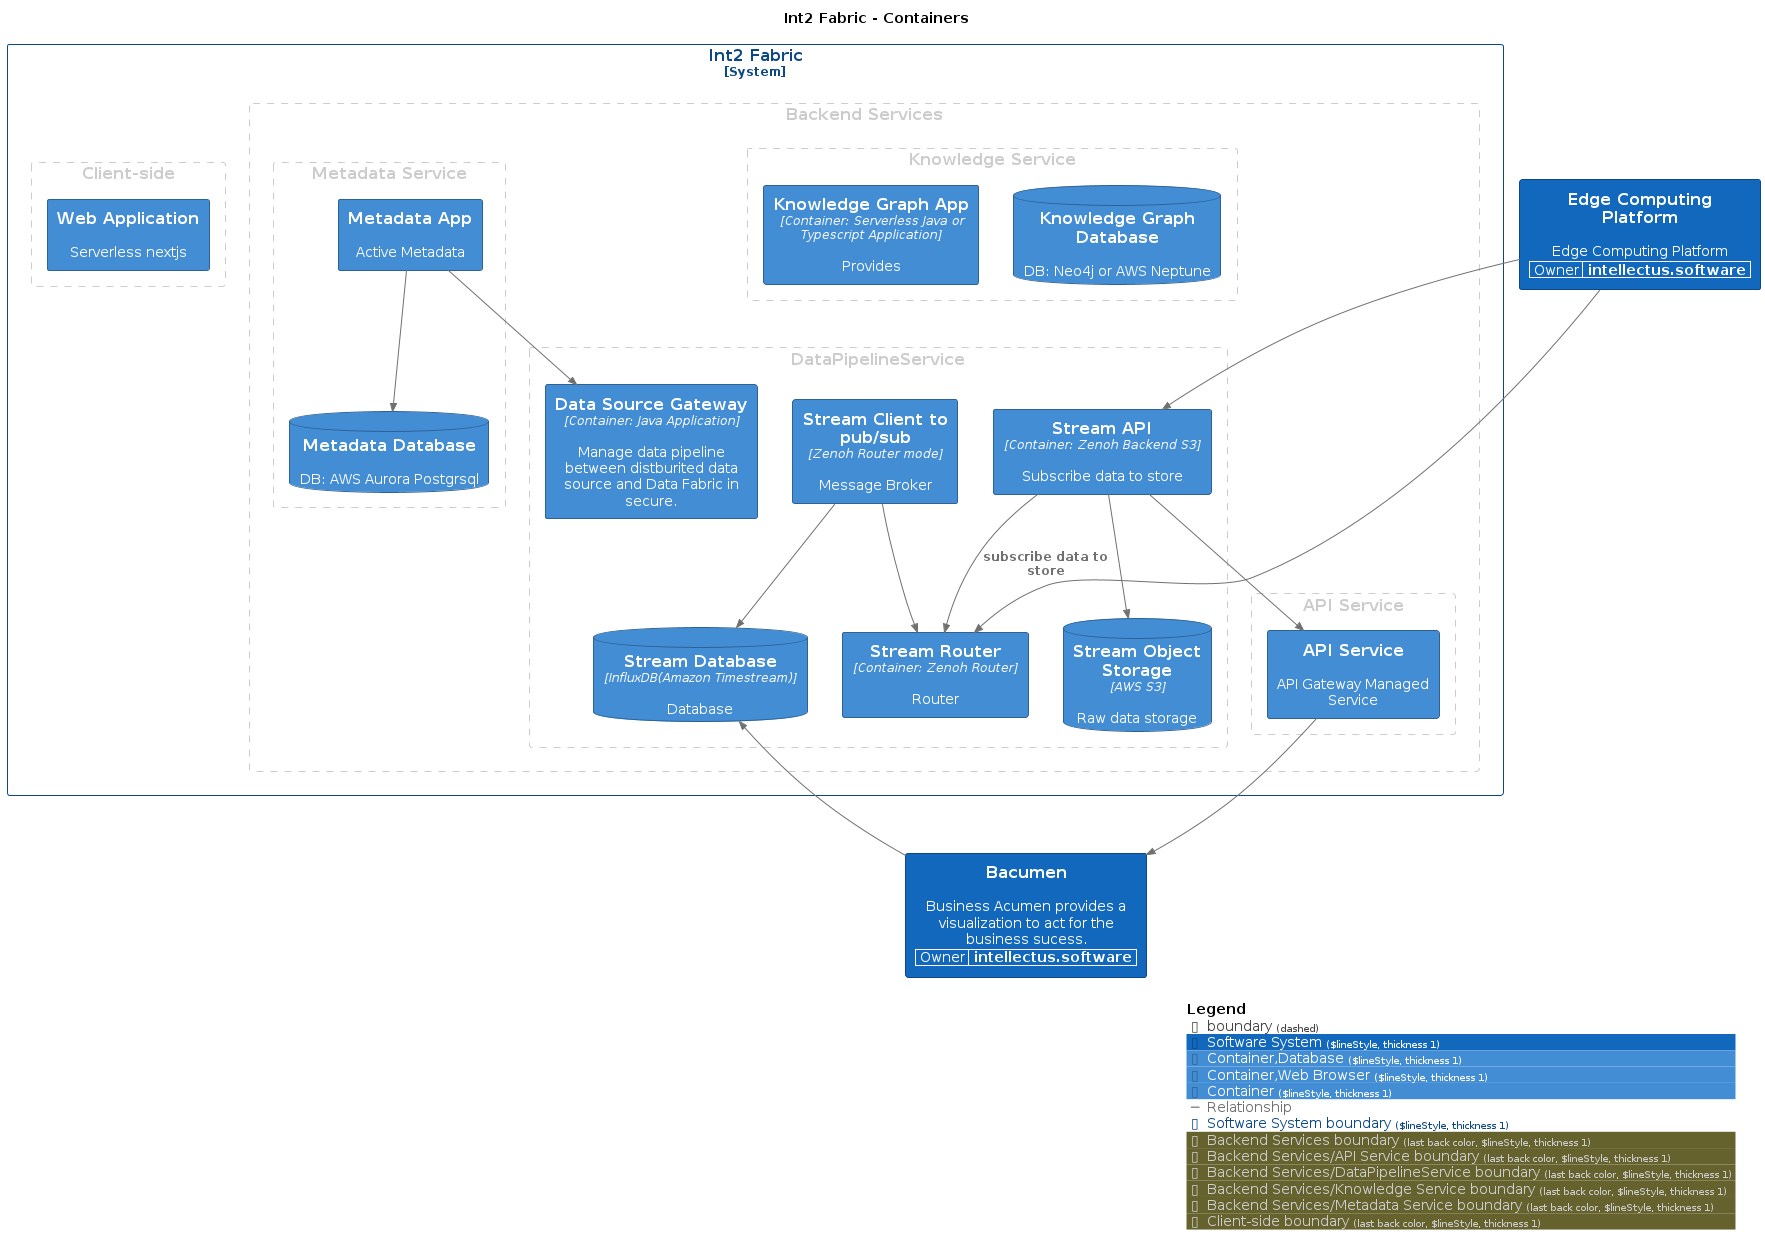 Int2 Fabric - Containers
Int2 Fabric
[System]
Backend Services
Client-side
Web Application
Serverless nextjs
Metadata Service
Metadata App
Active Metadata
Metadata Database
DB: AWS Aurora Postgrsql
Knowledge Service
Knowledge Graph App
[Container: Serverless Java or
Typescript Application]
Provides
Knowledge Graph
Database
DB: Neo4j or AWS Neptune
Edge Computing
Platform
Edge Computing Platform
Owner intellectus.software
DataPipelineService
Data Source Gateway
[Container: Java Application]
Manage data pipeline
between distburited data
source and Data Fabric in
secure.
Stream Client to
pub/sub
[Zenoh Router mode]
Message Broker
Stream API
[Container: Zenoh Backend S3]
Subscribe data to store
subscribe data to
store
Stream Database
[InfluxDB(Amazon Timestream)]
Database
Stream Router
[Container: Zenoh Router]
Router
Stream Object
Storage
[AWS S3]
Raw data storage
API Service
API Service
API Gateway Managed
Service
Bacumen
Business Acumen provides a
visualization to act for the
business sucess.
Owner intellectus.software
Legend
boundary (dashed)
Software System ($lineStyle, thickness 1)
Container,Database ($lineStyle, thickness 1)
Container,Web Browser ($lineStyle, thickness 1)
Container ($lineStyle, thickness 1)
Relationship
Software System boundary ($lineStyle, thickness 1)
Backend Services boundary (last back color, $lineStyle, thickness 1)
Backend Services/API Service boundary (last back color, $lineStyle, thickness 1)
Backend Services/DataPipelineService boundary (last back color, $lineStyle, thickness 1)
Backend Services/Knowledge Service boundary (last back color, $lineStyle, thickness 1)
Backend Services/Metadata Service boundary (last back color, $lineStyle, thickness 1)
Client-side boundary (last back color, $lineStyle, thickness 1)